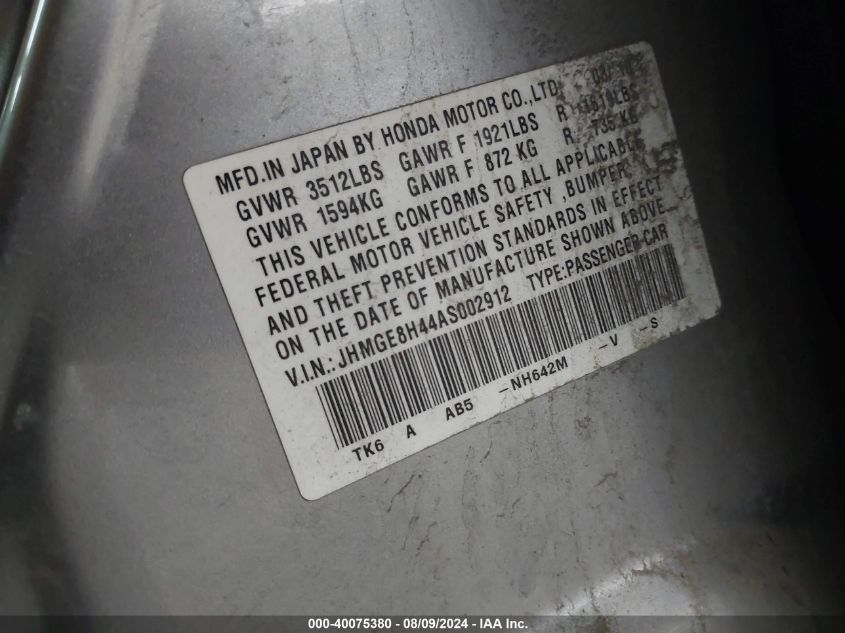 MFD.IN JAPAN BY HONDA MOTOR CO.,LTD.
GVWR 3512LBS GAWR F 1921LBS R
GVWR 1594KG GAWR F 872 KG R 735 KG
THIS VEHICLE CONFORMS TO ALL APPLICABLE
FEDERAL MOTOR VEHICLE SAFETY ,BUMPER,
AND THEFT PREVENTION STANDARDS IN EFFECT
ON THE DATE OF MANUFACTURE SHOWN ABOVE.
V.I.N.: JHMGE8H44AS002912 TYPE:PASSENGER CAR
TK6 A AB5 -NH642M -V -S
000-40075380 - 08/09/2024 - IAA Inc.